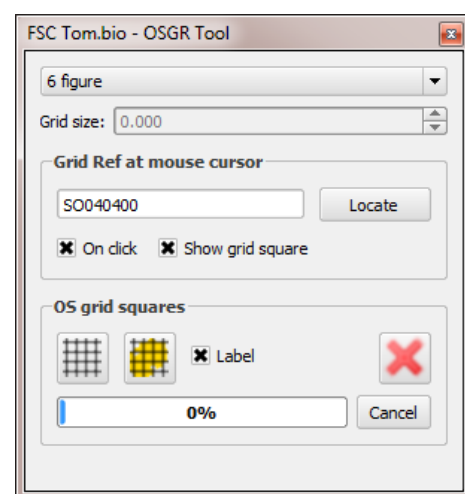 FSC Tom.bio - OSGR Tool
6 figure
Grid size: 0.000
Grid Ref at mouse cursor
SO040400 Locate
On click Show grid square
OS grid squares
Label
0% Cancel